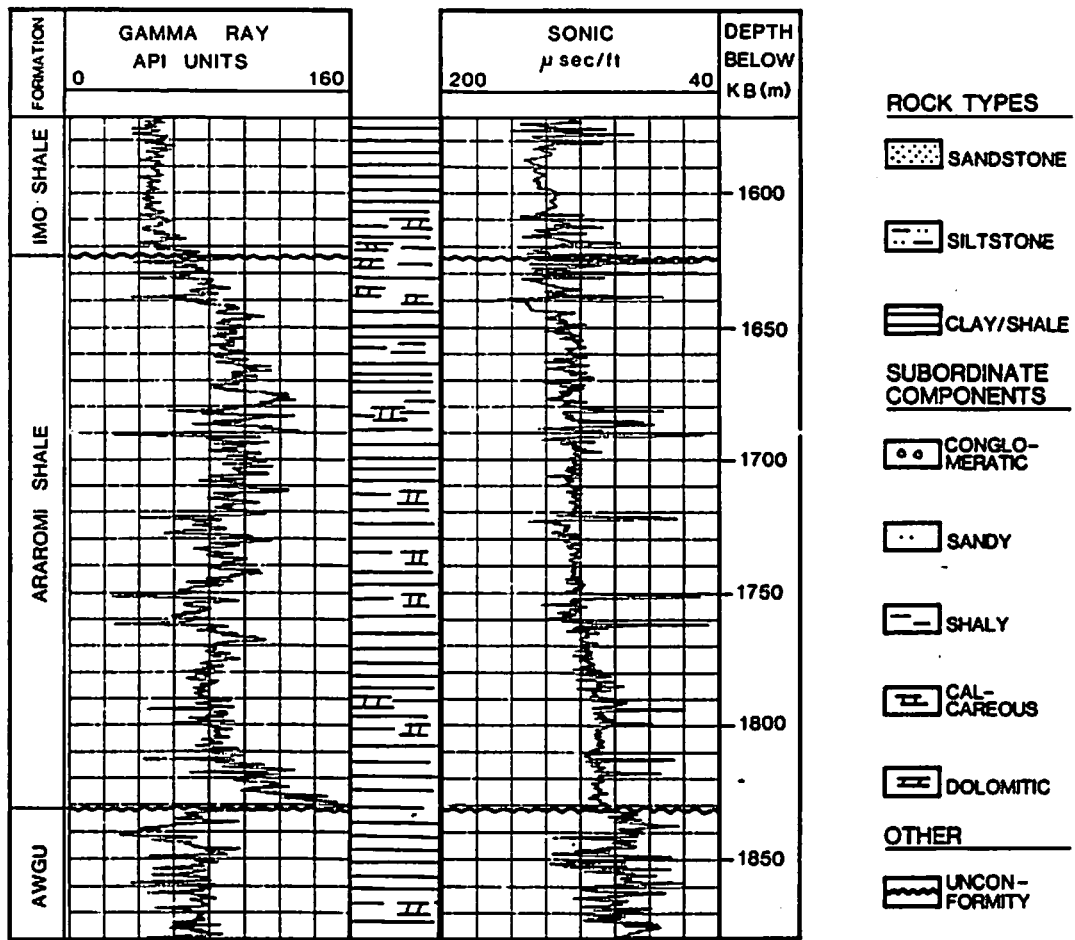 FORMATION
GAMMA RAY
API UNITS
0 160
SONIC
µ sec/ft
200 40
DEPTH
BELOW
KB (m)
IMO · SHALE
ARAROMI SHALE
AWGU
1600
1650
1700
1750
1800
1850
ROCK TYPES
SANDSTONE
SILTSTONE
CLAY/SHALE
SUBORDINATE
COMPONENTS
CONGLO-
MERATIC
SANDY
SHALY
CAL-
CAREOUS
DOLOMITIC
OTHER
UNCON-
FORMITY